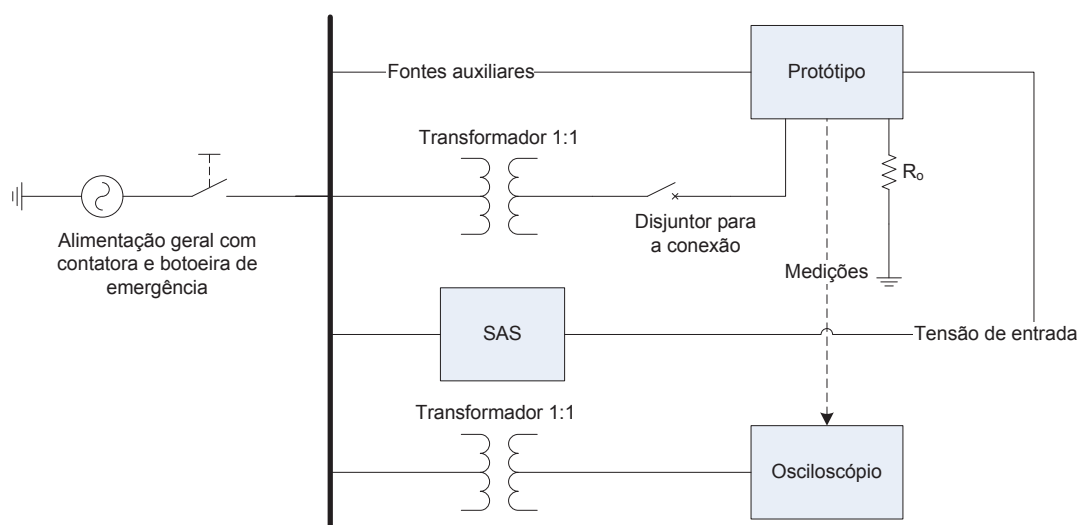 Fontes auxiliares
Protótipo
Transformador 1:1
Ro
Alimentação geral com
contatora e botoeira de
emergência
Disjuntor para
a conexão
Medições
SAS
Tensão de entrada
Transformador 1:1
Osciloscópio